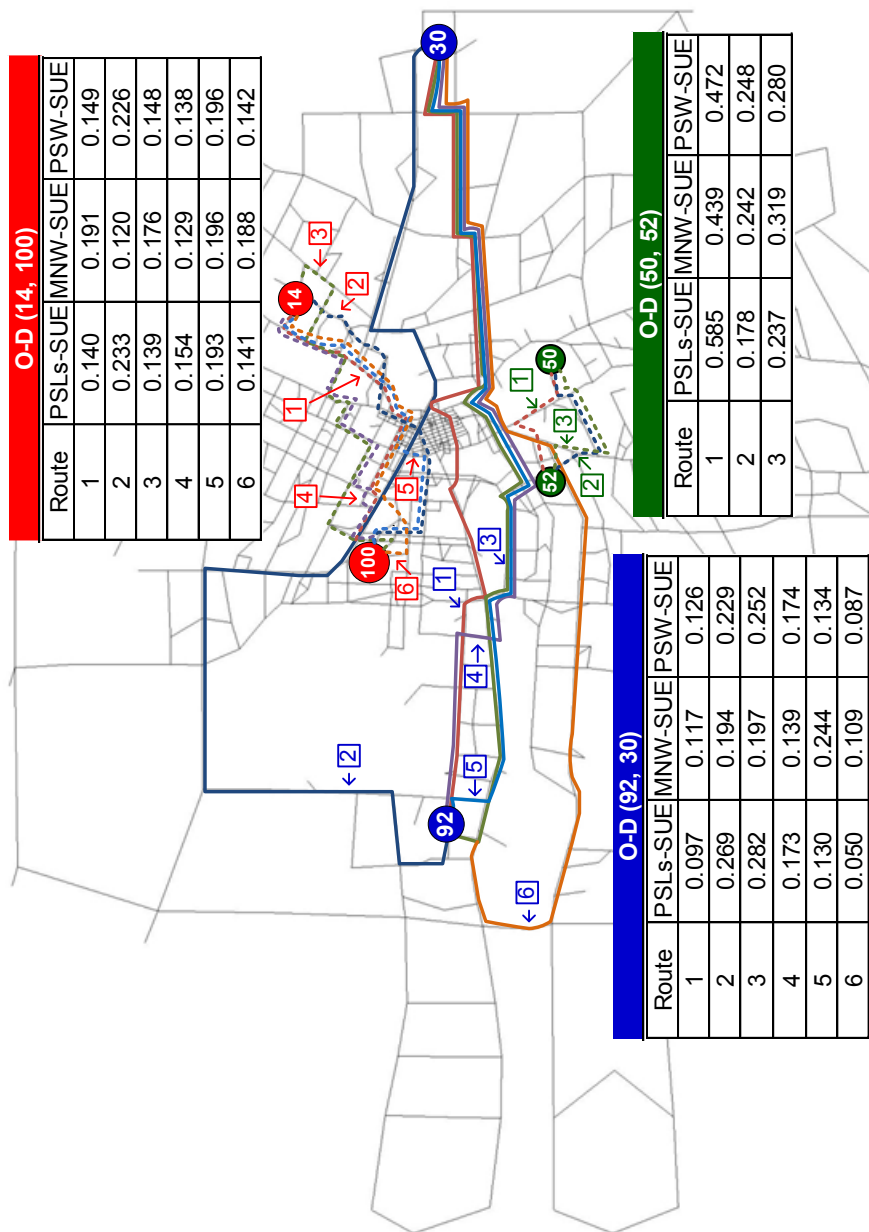 O-D (14, 100)
Route PSLs-SUE MNW-SUE PSW-SUE
1 0.140 0.191 0.149
2 0.233 0.120 0.226
3 0.139 0.176 0.148
4 0.154 0.129 0.138
5 0.193 0.196 0.196
6 0.141 0.188 0.142
1
14
4
3
2
2
100
6
5
30
92
1
5
4
3
1
6
52
50
3
2
O-D (92, 30)
Route PSLs-SUE MNW-SUE PSW-SUE
1 0.097 0.117 0.126
2 0.269 0.194 0.229
3 0.282 0.197 0.252
4 0.173 0.139 0.174
5 0.130 0.244 0.134
6 0.050 0.109 0.087
O-D (50, 52)
Route PSLs-SUE MNW-SUE PSW-SUE
1 0.585 0.439 0.472
2 0.178 0.242 0.248
3 0.237 0.319 0.280